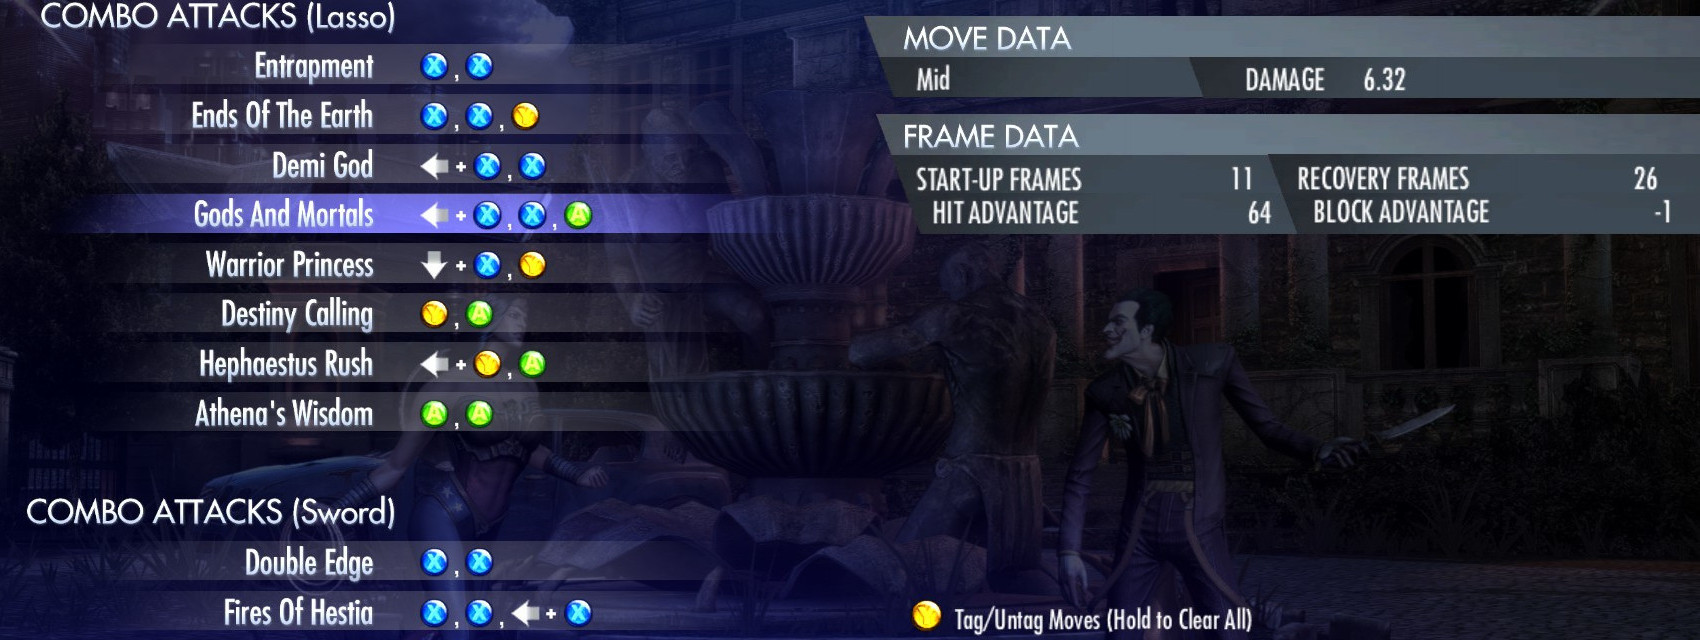 COMBO ATTACKS (Lasso)
Entrapment X , X
Ends Of The Earth X , X , Y
Demi God + X , X
Gods And Mortals + X , X , A
Warrior Princess + X , Y
Destiny Calling Y , A
Hephaestus Rush + Y , A
Athena's Wisdom A , A
COMBO ATTACKS (Sword)
Double Edge X , X
Fires Of Hestia X , X , + X
MOVE DATA
Mid DAMAGE 6.32
FRAME DATA
START-UP FRAMES 11 RECOVERY FRAMES 26
HIT ADVANTAGE 64 BLOCK ADVANTAGE -1
Y Tag/Untag Moves (Hold to Clear All)